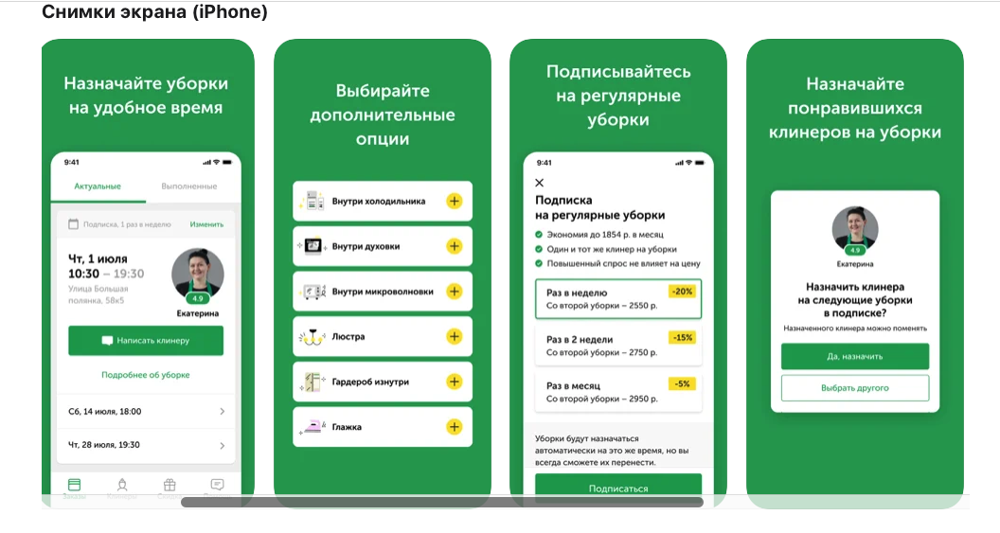 Снимки экрана (iPhone)
Назначайте уборки
на удобное время
9:41
Актуальные
Выполненные
Подписка, 1 раз в неделю
Изменить
Чт, 1 июля
10:30 – 19:30
Улица Большая
полянка, 58к5
4.9
Екатерина
Написать клинеру
Подробнее об уборке
Сб, 14 июля, 18:00
Чт, 28 июля, 19:30
Заказы
Клинеры
Выбирайте
дополнительные
опции
Внутри холодильника
Внутри духовки
Внутри микроволновки
Люстра
Гардероб изнутри
Глажка
Подписывайтесь
на регулярные
уборки
9:41
Подписка
на регулярные уборки
Экономия до 1854 р. в месяц
Один и тот же клинер на уборки
Повышенный спрос не влияет на цену
Раз в неделю
-20%
Со второй уборки – 2550 р.
Раз в 2 недели
-15%
Со второй уборки – 2750 р.
Раз в месяц
-5%
Со второй уборки – 2950 р.
Уборки будут назначаться
автоматически на это же время, но вы
всегда сможете их перенести.
Подписаться
Назначайте
понравившихся
клинеров на уборки
4.9
Екатерина
Назначить клинера
на следующие уборки
в подписке?
Назначенного клинера можно поменять
Да, назначить
Выбрать другого